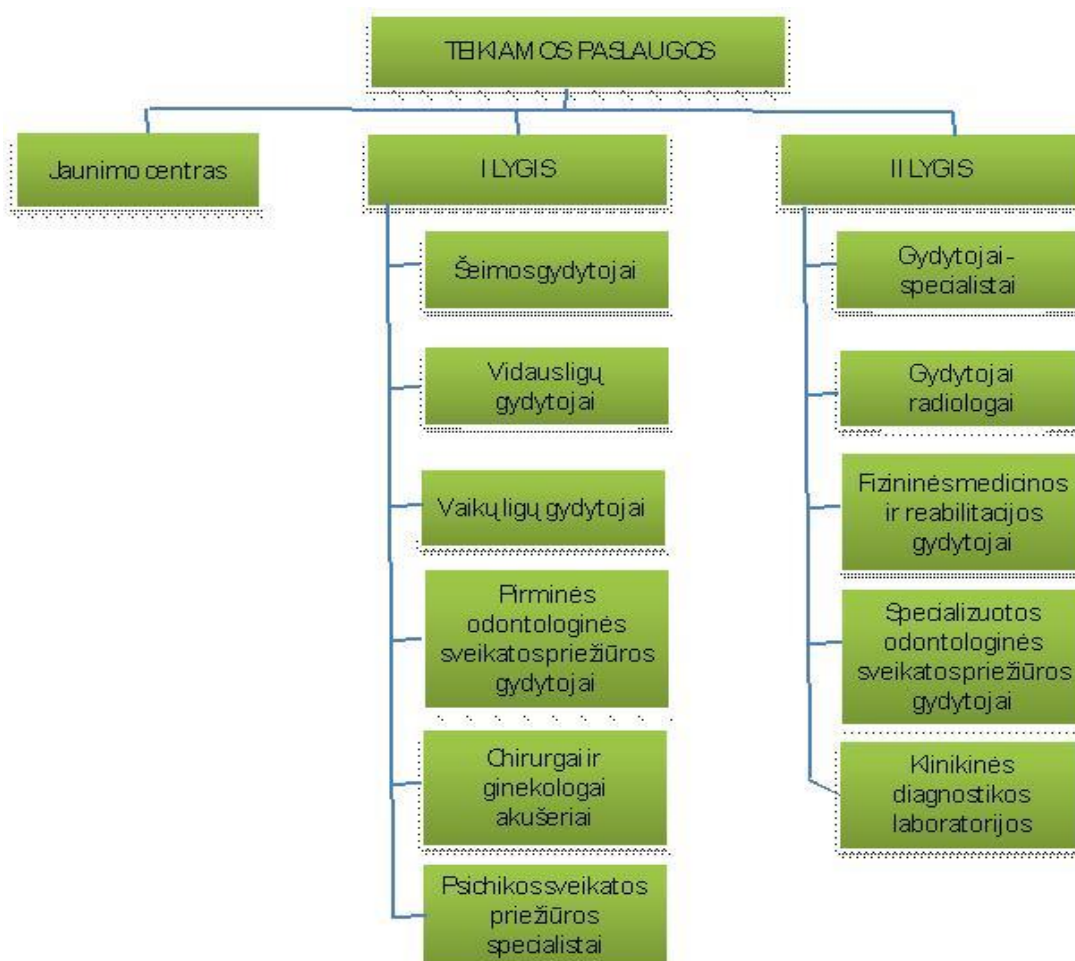 TEIKIAMOS PASLAUGOS
Jaunimo centras
I LYGIS
Šeimos gydytojai
Vidaus ligų
gydytojai
Vaikų ligų gydytojai
Pirminės
odontologinės
sveikatos priežiūros
gydytojai
Chirurgai ir
ginekologai
akušeriai
Psichikos sveikatos
priežiūros
specialistai
II LYGIS
Gydytojai-
specialistai
Gydytojai
radiologai
Fizininės medicinos
ir reabilitacijos
gydytojai
Specializuotos
odontologinės
sveikatos priežiūros
gydytojai
Klinikinės
diagnostikos
laboratorijos